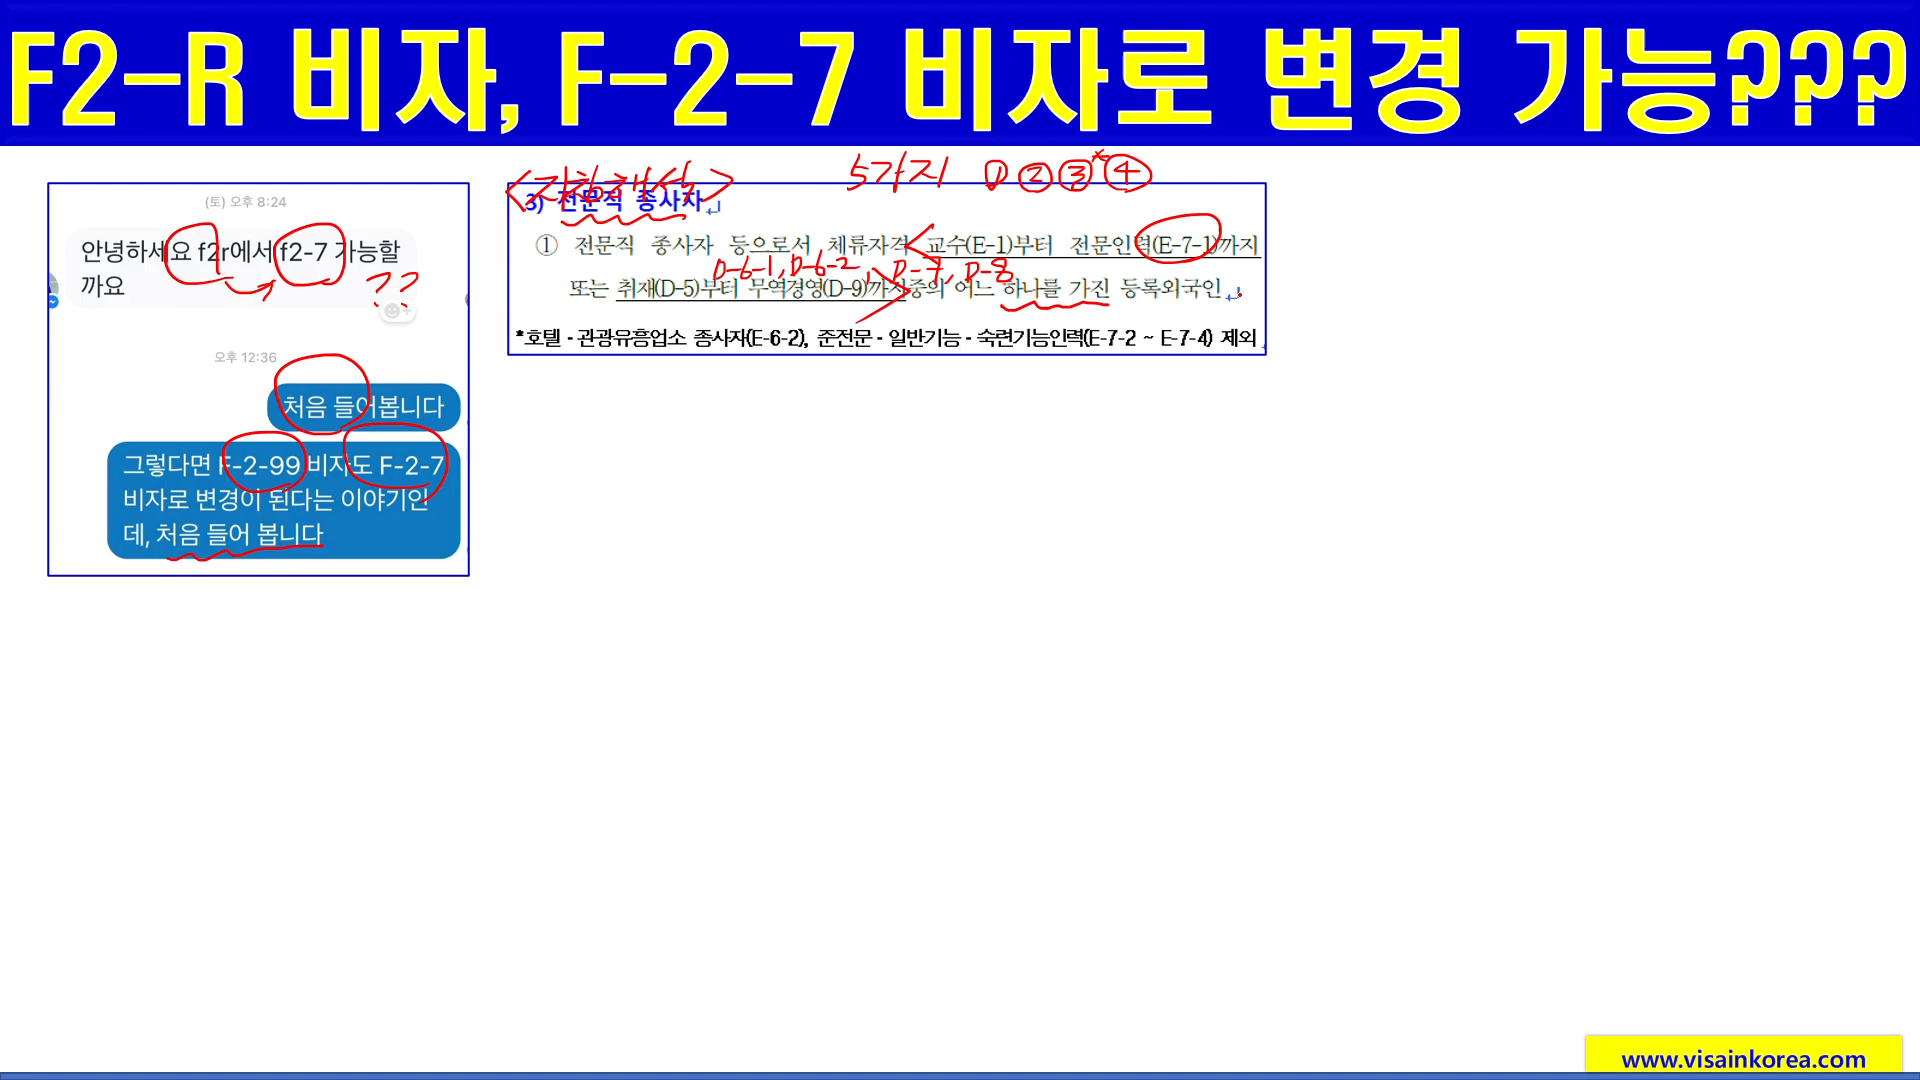 F2-R 비자, F-2-7 비자로 변경 가능???
(토) 오후 8:24
안녕하세요 f2r에서 f2-7 가능할
까요
??
오후 12:36
처음 들어봅니다
그렇다면 F-2-99 비자도 F-2-7
비자로 변경이 된다는 이야기인
데, 처음 들어 봅니다
5가지 ① ② ③ * ④
3) 전문직 종사자
① 전문직 종사자 등으로서 체류자격 교수(E-1)부터 전문인력(E-7-1)까지
D-6-1, D-6-2, D-7, D-8
또는 취재(D-5)부터 무역경영(D-9)까지중의 어느 하나를 가진 등록외국인
*호텔-관광유흥업소 종사자(E-6-2), 준전문-일반기능-숙련기능인력(E-7-2 ~ E-7-4) 제외
www.visainkorea.com